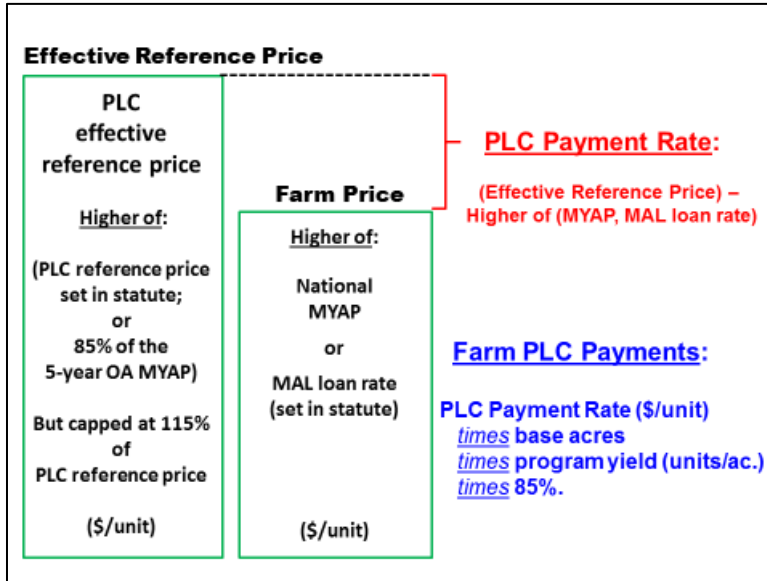 Effective Reference Price
PLC
effective
reference price
Higher of:
(PLC reference price
set in statute;
or
85% of the
5-year OA MYAP)
But capped at 115%
of
PLC reference price
($/unit)
Farm Price
Higher of:
National
MYAP
or
MAL loan rate
(set in statute)
($/unit)
PLC Payment Rate:
(Effective Reference Price) –
Higher of (MYAP, MAL loan rate)
Farm PLC Payments:
PLC Payment Rate ($/unit)
times base acres
times program yield (units/ac.)
times 85%.